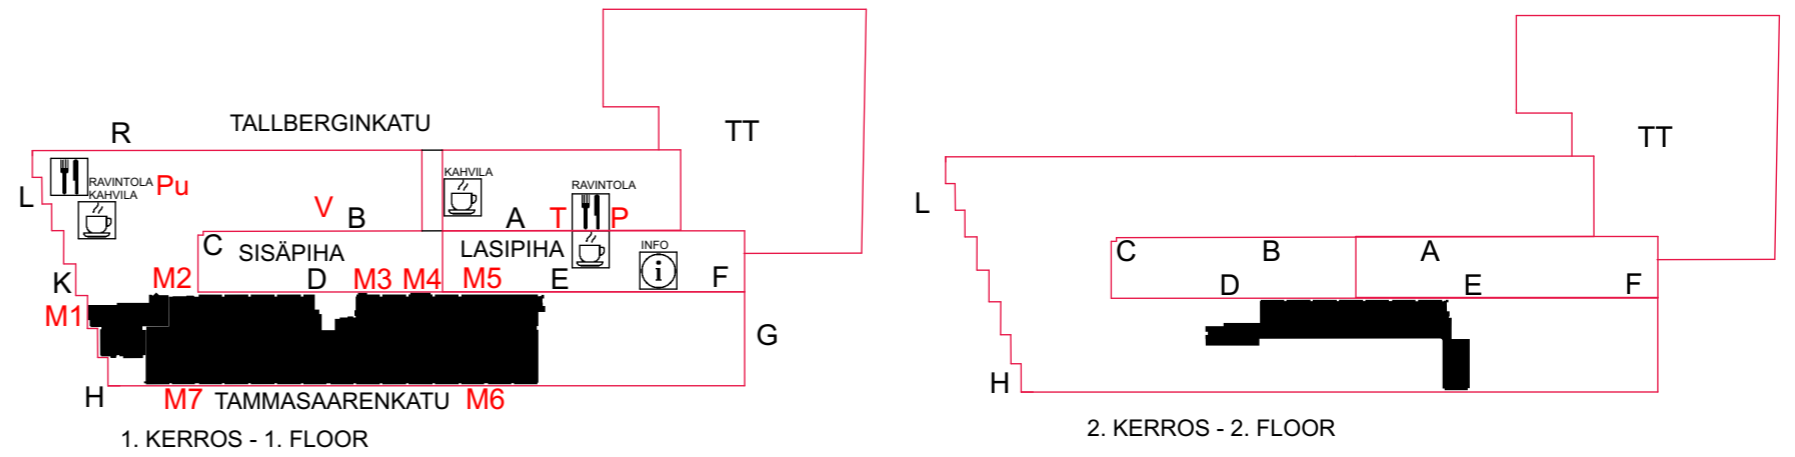 TT
R
TALLBERGINKATU
RAVINTOLA
KAHVILA
Pu
KAHVILA
RAVINTOLA
L
V
B
A
T
P
C
SISÄPIHA
LASIPIHA
INFO
i
K
M2
D
M3
M4
M5
E
F
M1
G
H
M7
TAMMASAARENKATU
M6
1. KERROS - 1. FLOOR
TT
L
C
B
A
D
E
F
H
2. KERROS - 2. FLOOR